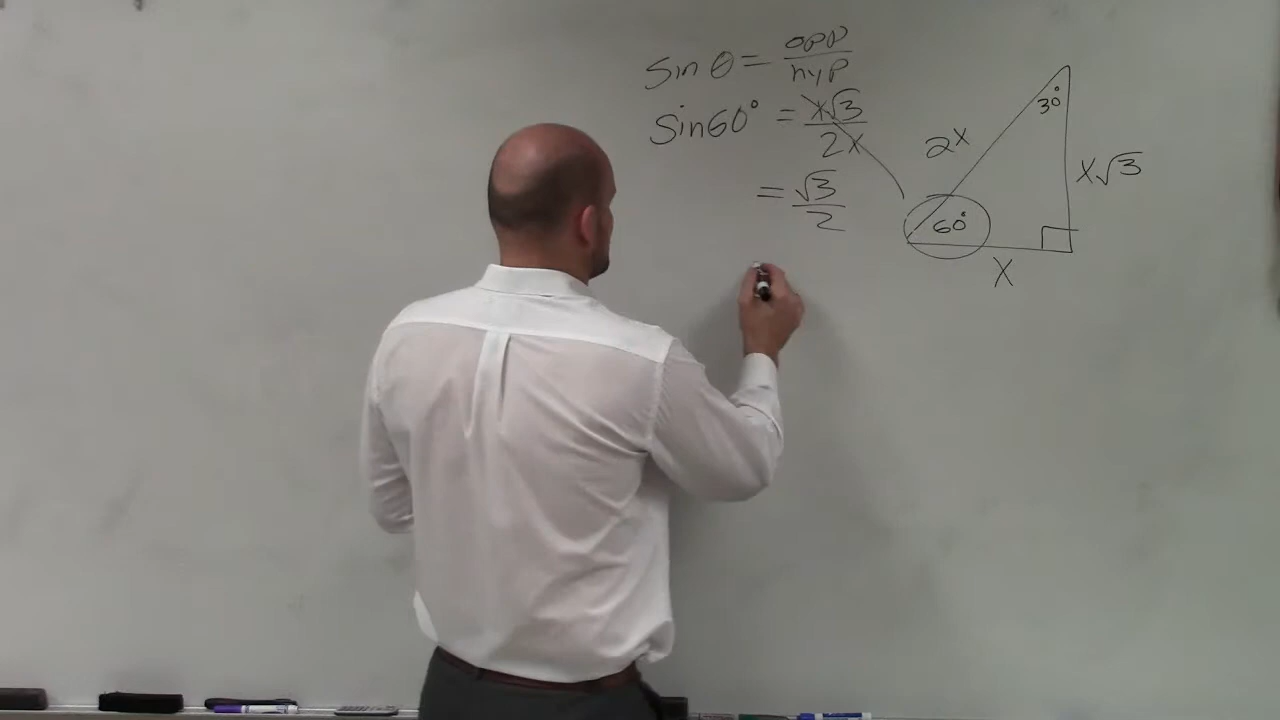 sin θ = opp/hyp
sin 60° = x√3/2x
= √3/2
30°
2x
x√3
60°
x